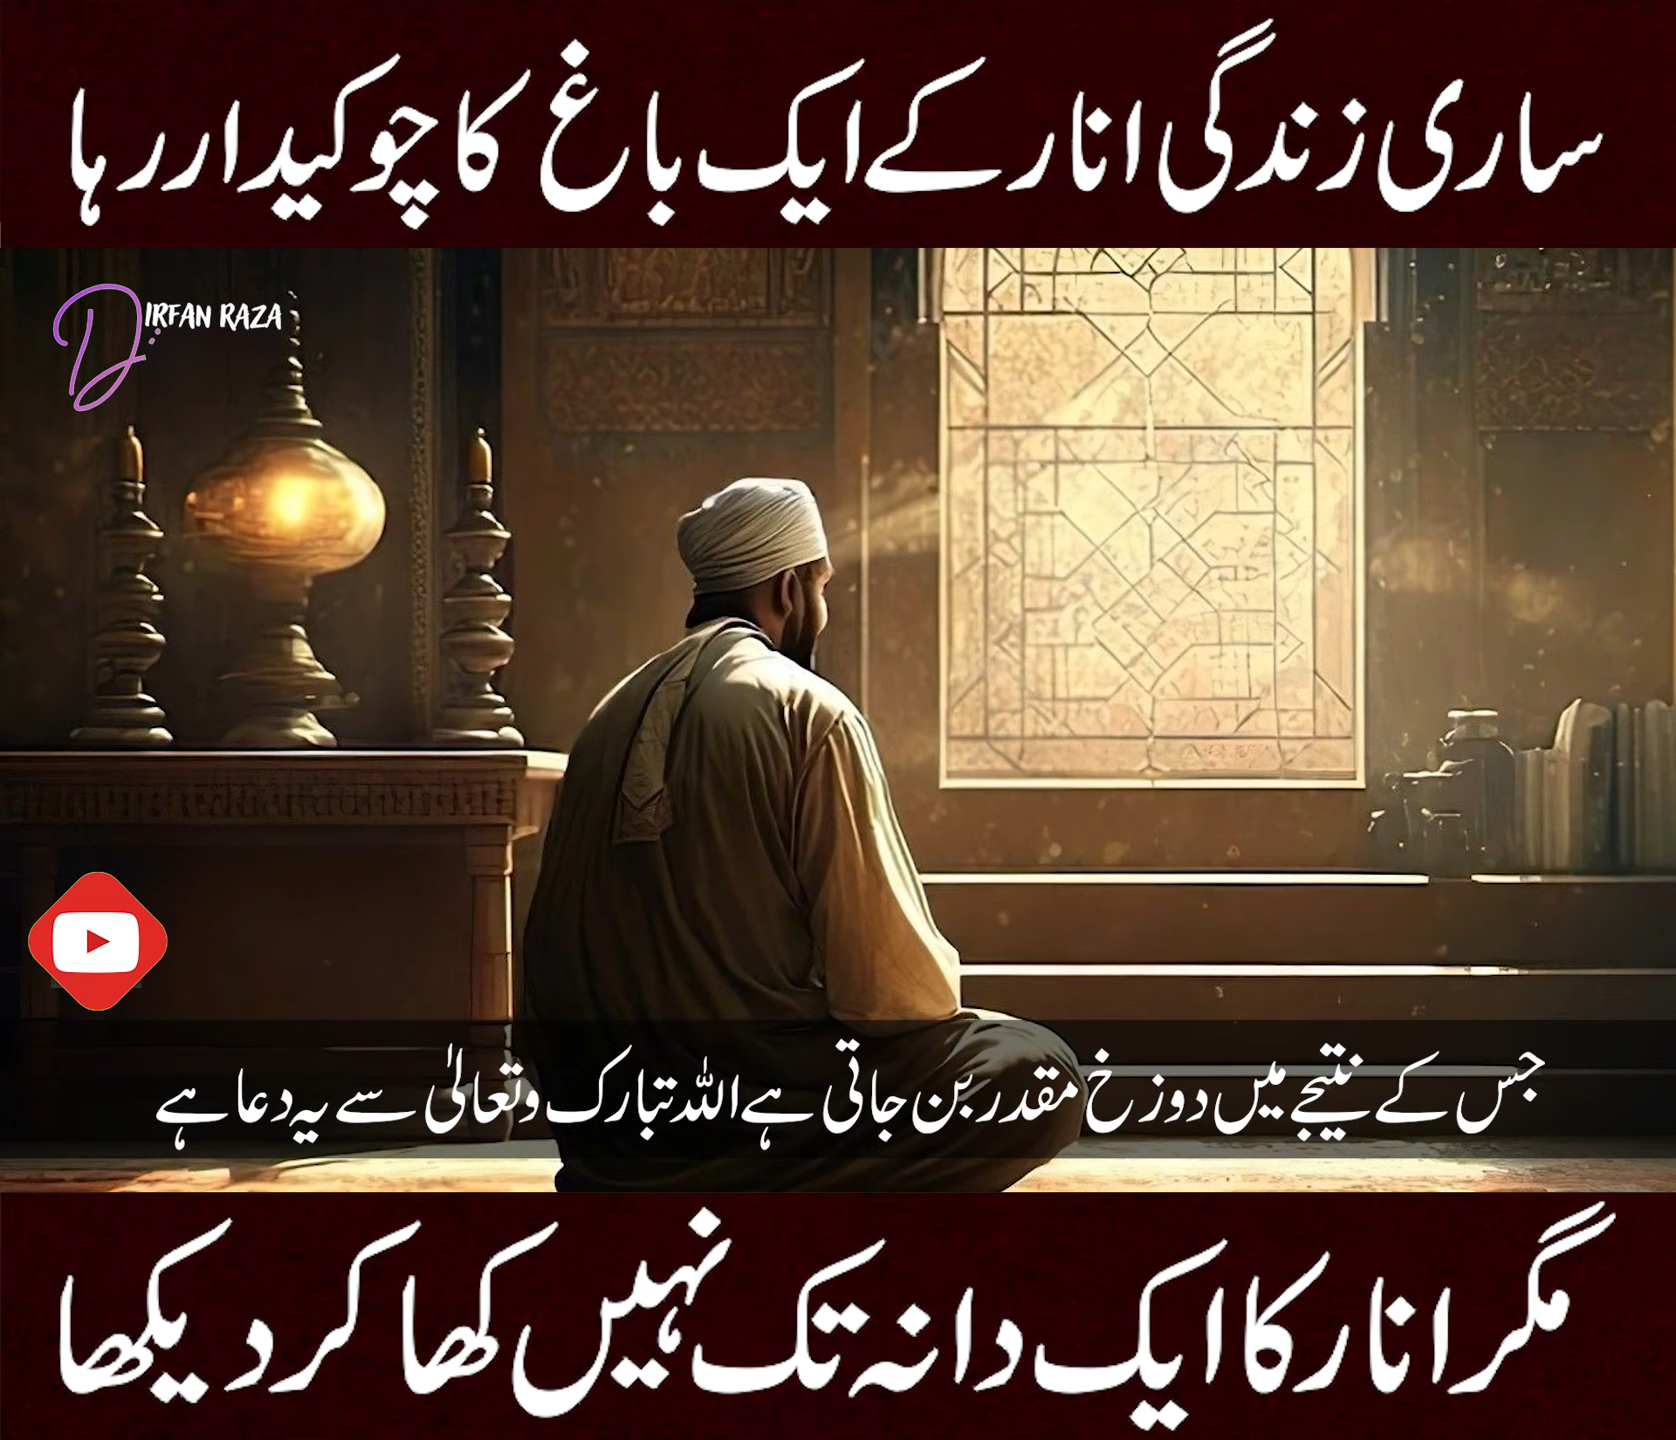 ساری زندگی انار کے ایک باغ کا چوکیدار رہا
D.IRFAN RAZA
جس کے نتیجے میں دوزخ مقدر بن جاتی ہے اللہ تبارک وتعالیٰ سے یہ دعا ہے
مگر انار کا ایک دانہ تک نہیں کھا کر دیکھا